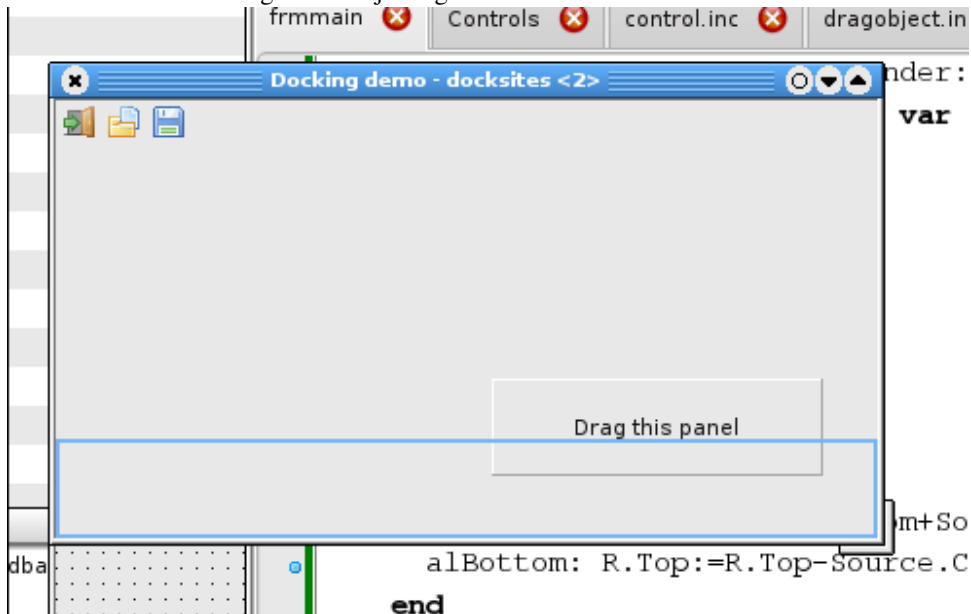 frmmain Controls control.inc dragobject.in
Docking demo - docksites <2>
nder:
var
Drag this panel
m+So
dba
alBottom: R.Top:=R.Top-Source.C
end